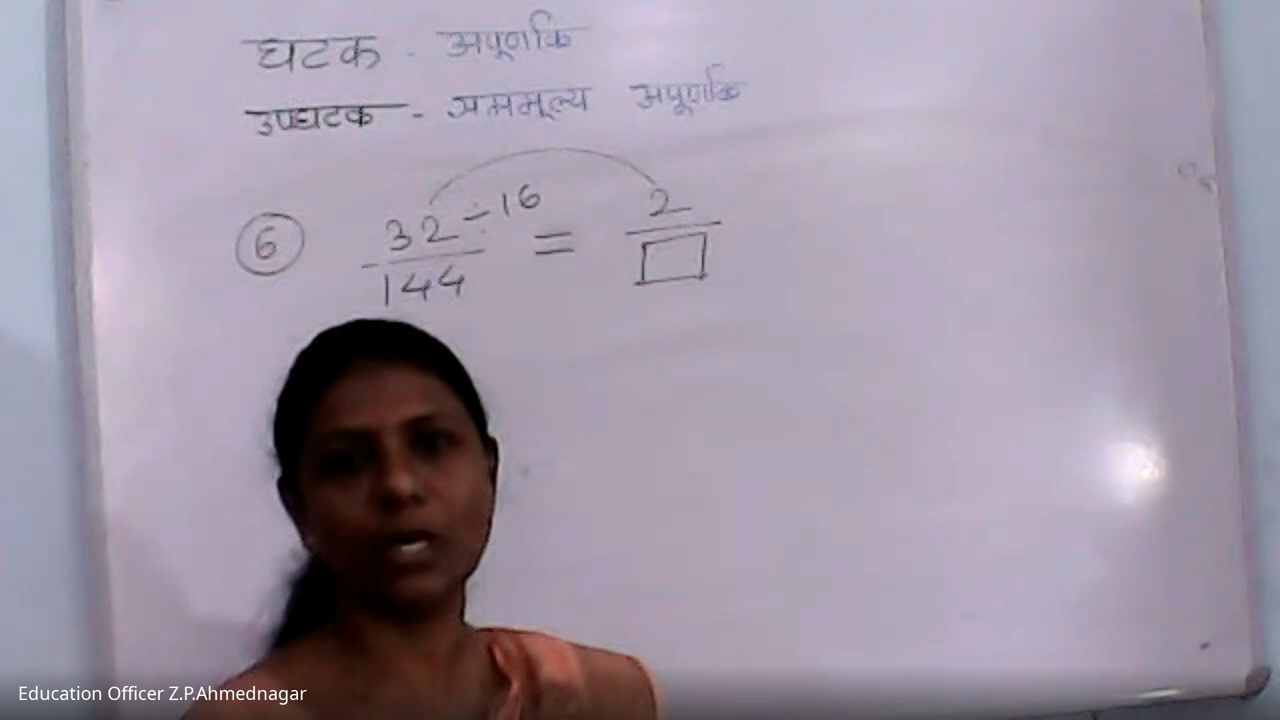 घटक - अपूर्णांक
उपघटक - सममूल्य अपूर्णांक
6 32 ÷ 16 / 144 = 2 / □
Education Officer Z.P.Ahmednagar